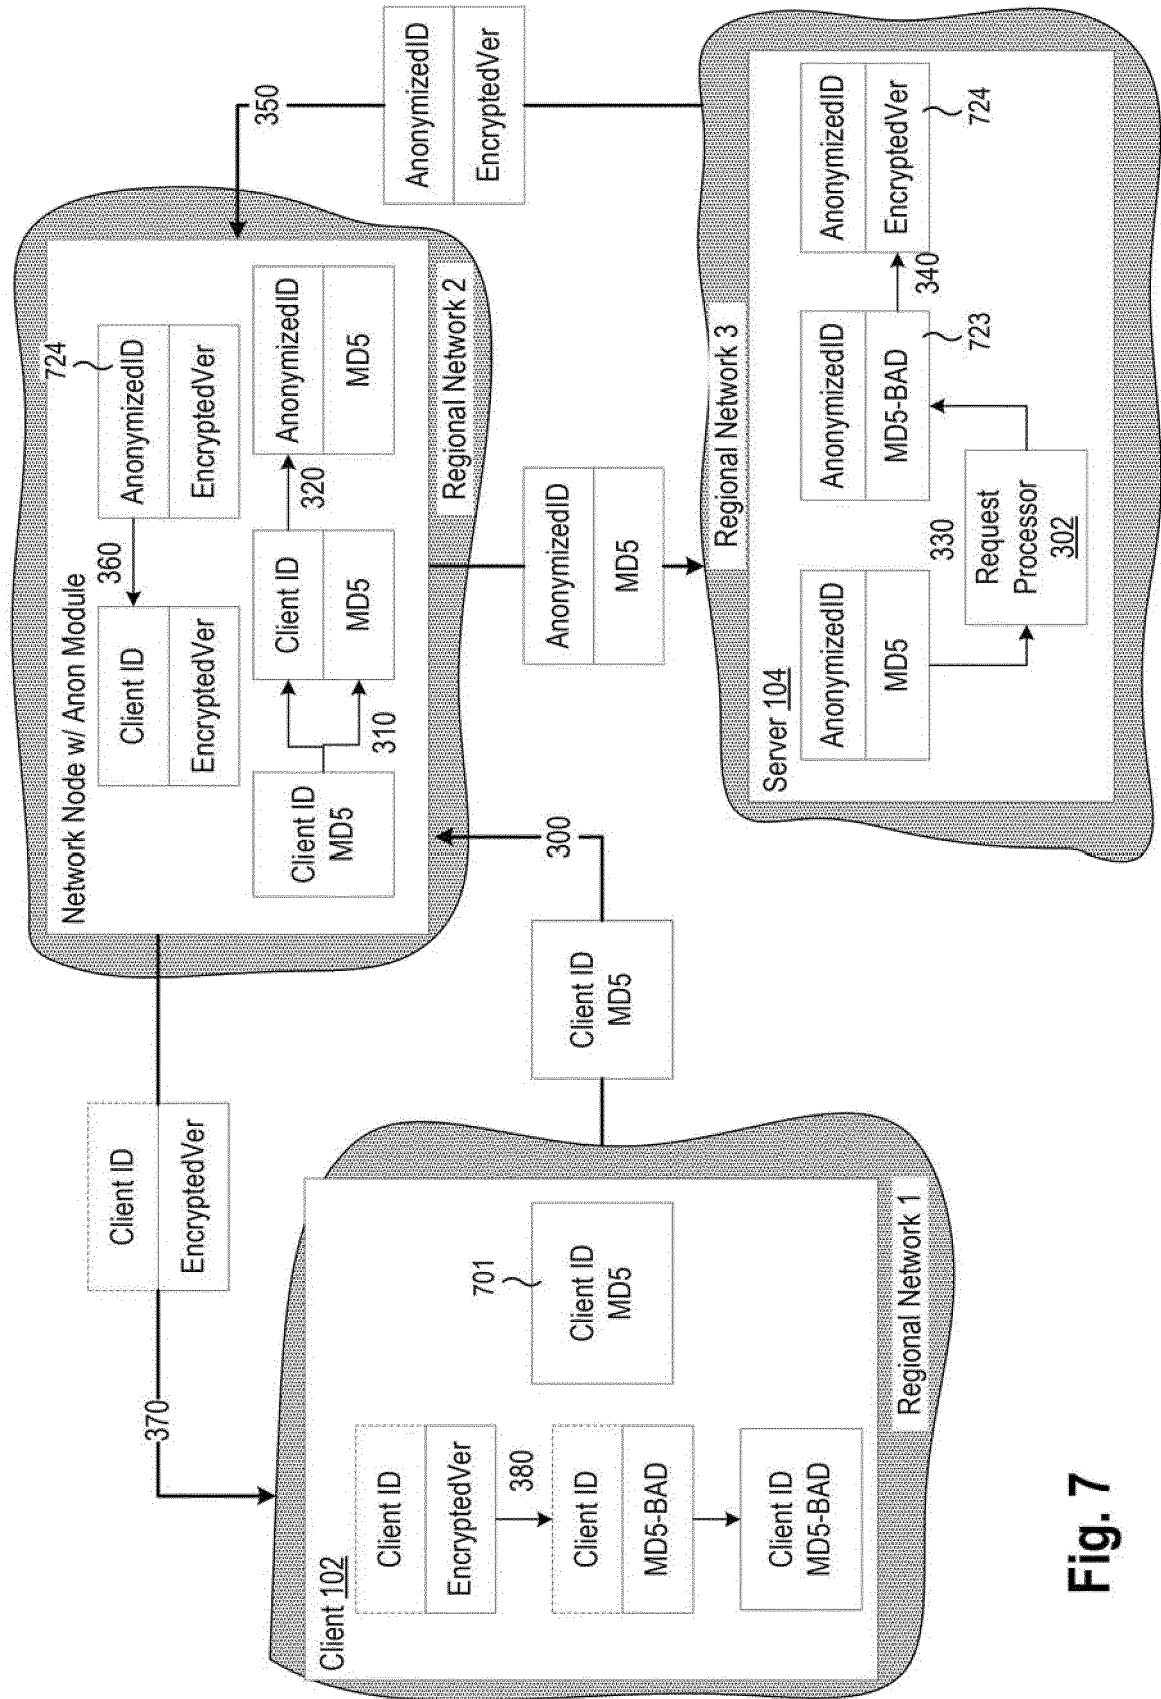 Client 102
Client ID
EncryptedVer
380
Client ID
MD5-BAD
Client ID
MD5-BAD
701
Client ID
MD5
Regional Network 1
370
Client ID
EncryptedVer
Client ID
MD5
300
Network Node w/ Anon Module
Client ID
EncryptedVer
360
724
AnonymizedID
EncryptedVer
Client ID
MD5
310
Client ID
MD5
320
AnonymizedID
MD5
Regional Network 2
350
AnonymizedID
EncryptedVer
AnonymizedID
MD5
Regional Network 3
Server 104
AnonymizedID
MD5
330
Request
Processor
302
AnonymizedID
MD5-BAD
723
340
AnonymizedID
EncryptedVer
724
Fig. 7